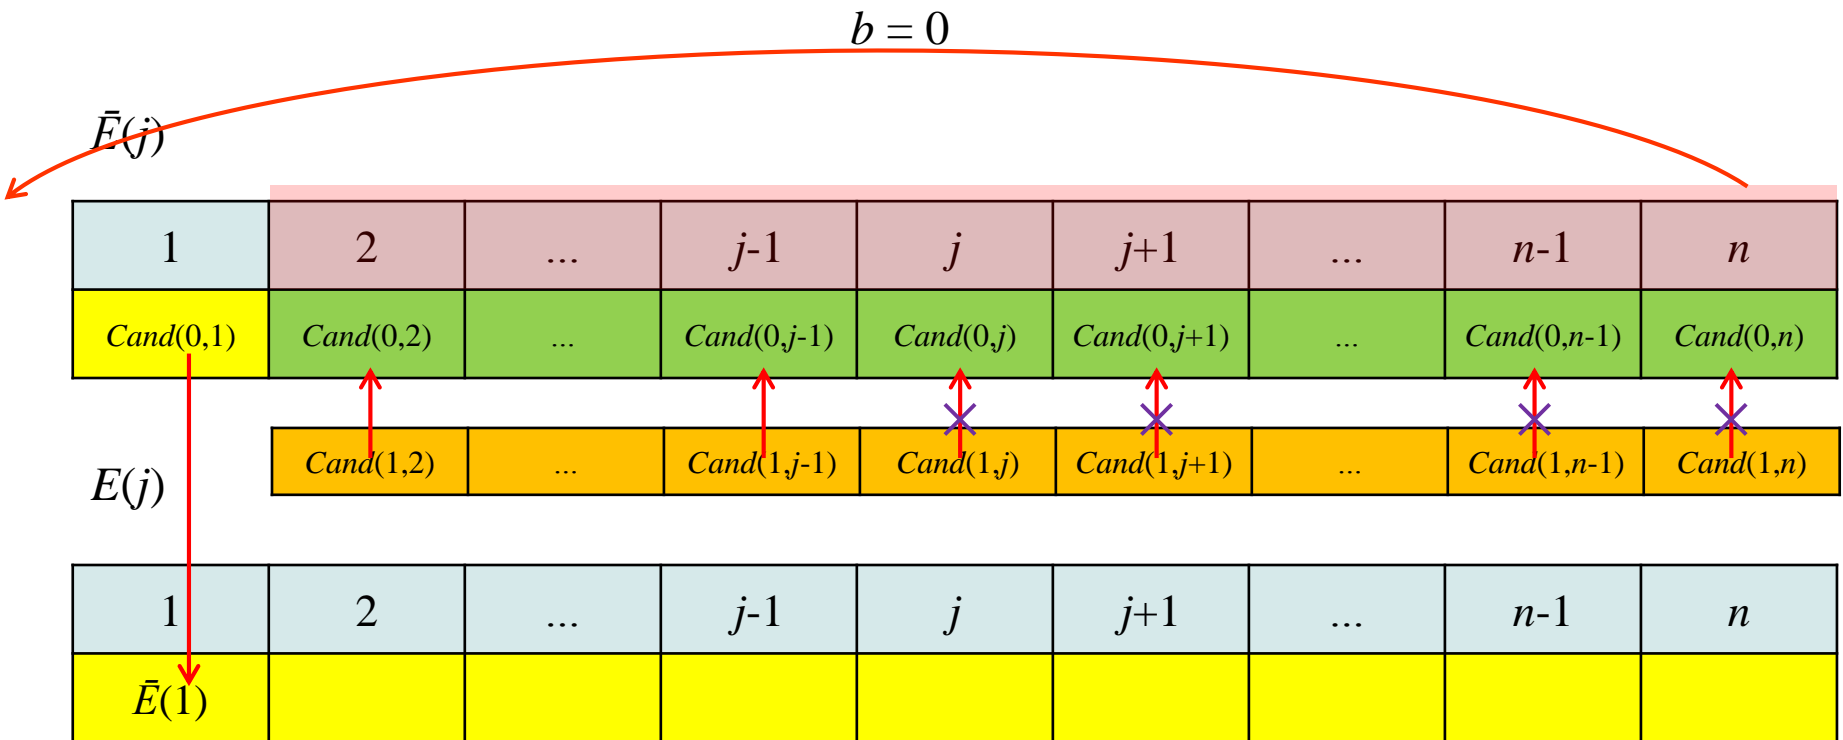 b = 0
Ē(j)
1 2 ... j-1 j j+1 ... n-1 n
Cand(0,1) Cand(0,2) ... Cand(0,j-1) Cand(0,j) Cand(0,j+1) ... Cand(0,n-1) Cand(0,n)
Cand(1,2) ... Cand(1,j-1) Cand(1,j) Cand(1,j+1) ... Cand(1,n-1) Cand(1,n)
E(j)
1 2 ... j-1 j j+1 ... n-1 n
Ē(1)